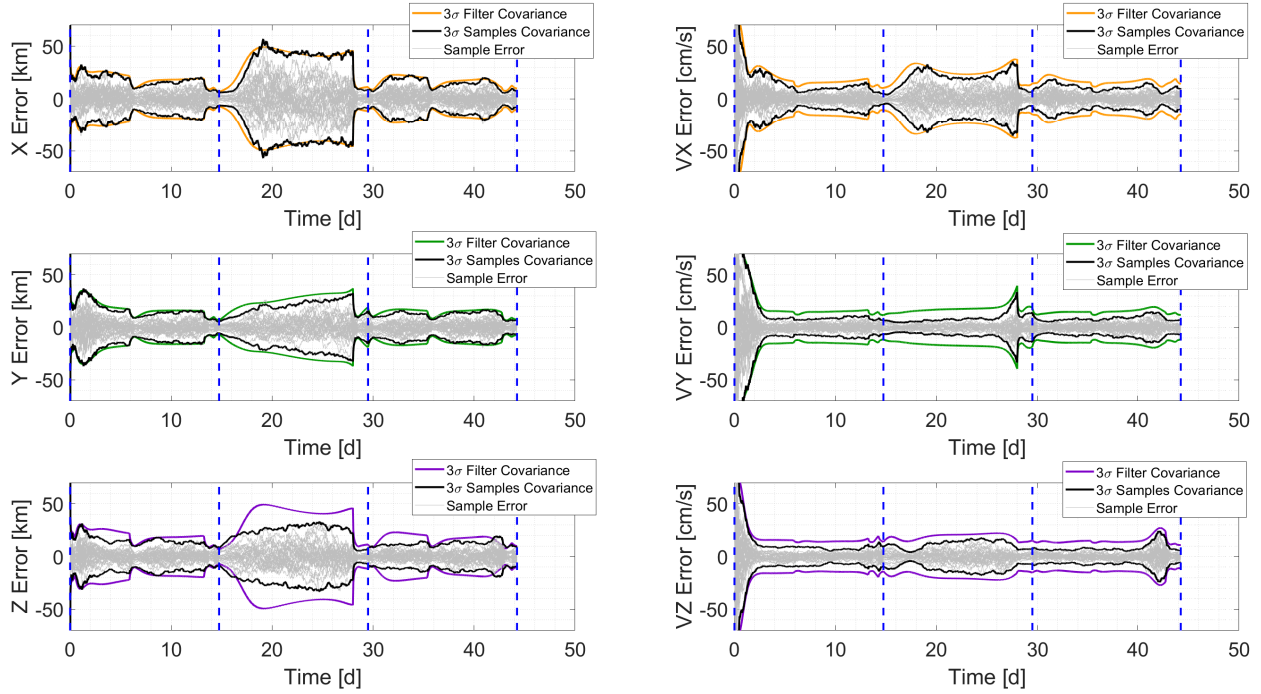 3σ Filter Covariance
3σ Samples Covariance
Sample Error
X Error [km]
50
0
-50
0 10 20 30 40 50
Time [d]
3σ Filter Covariance
3σ Samples Covariance
Sample Error
VX Error [cm/s]
50
0
-50
0 10 20 30 40 50
Time [d]
3σ Filter Covariance
3σ Samples Covariance
Sample Error
Y Error [km]
50
0
-50
0 10 20 30 40 50
Time [d]
3σ Filter Covariance
3σ Samples Covariance
Sample Error
VY Error [cm/s]
50
0
-50
0 10 20 30 40 50
Time [d]
3σ Filter Covariance
3σ Samples Covariance
Sample Error
Z Error [km]
50
0
-50
0 10 20 30 40 50
Time [d]
3σ Filter Covariance
3σ Samples Covariance
Sample Error
VZ Error [cm/s]
50
0
-50
0 10 20 30 40 50
Time [d]